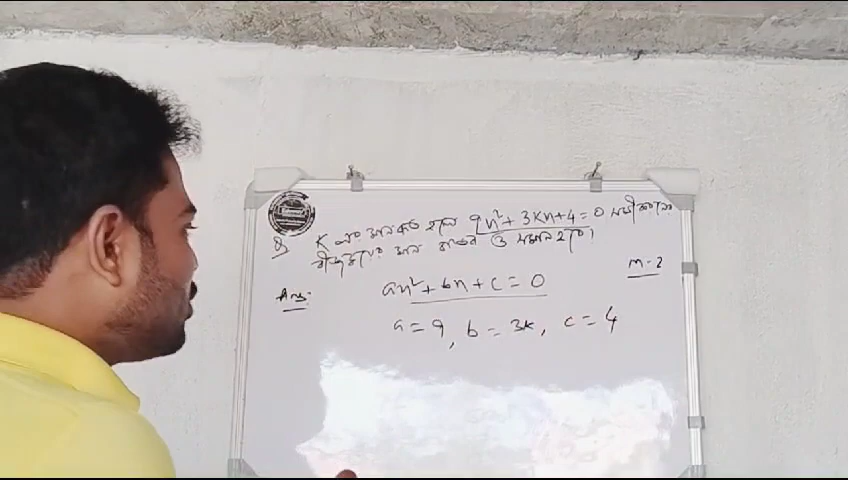 Q K এর মান কত হলে 9x²+3Kx+4=0 সমীকরণের
বীজদ্বয়ের মান বাস্তব ও সমান হবে।
M-2
Ans:- ax²+bx+c=0
a=9, b=3k, c=4